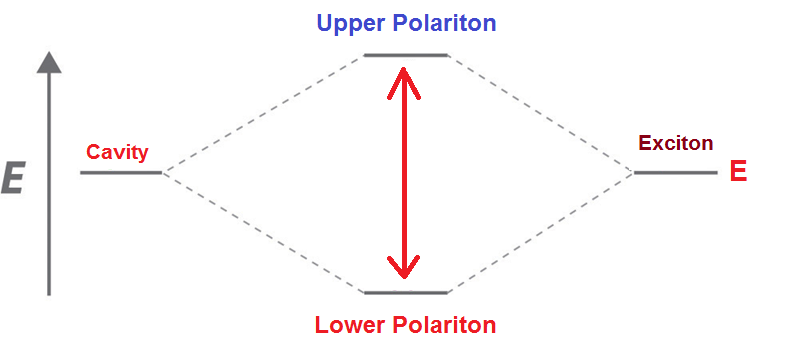 Upper Polariton
Cavity
Exciton
E
E
Lower Polariton